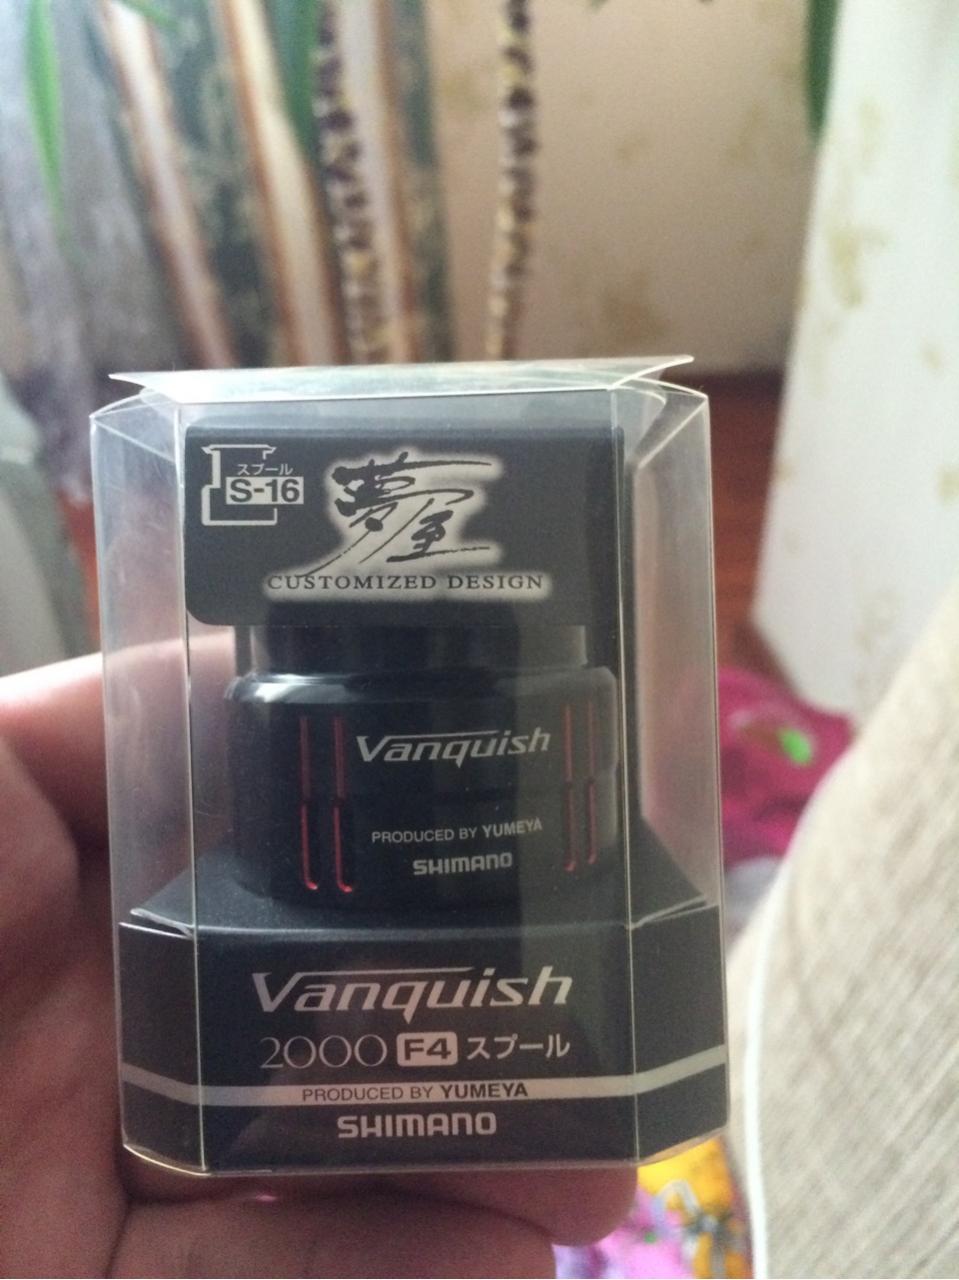 スプール
S-16
夢屋
CUSTOMIZED DESIGN
Vanquish
PRODUCED BY YUMEYA
SHIMANO
Vanquish
2000 F4 スプール
PRODUCED BY YUMEYA
SHIMANO